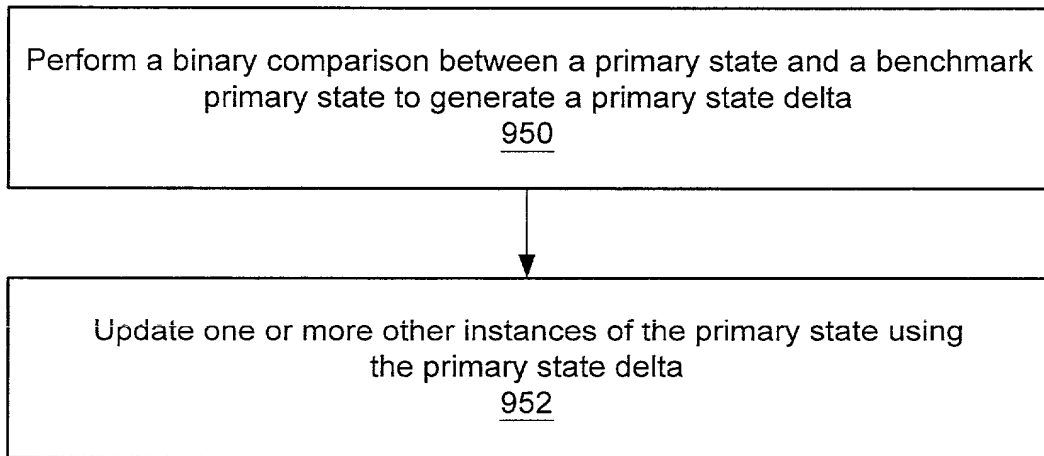 Perform a binary comparison between a primary state and a benchmark
primary state to generate a primary state delta
950
Update one or more other instances of the primary state using
the primary state delta
952